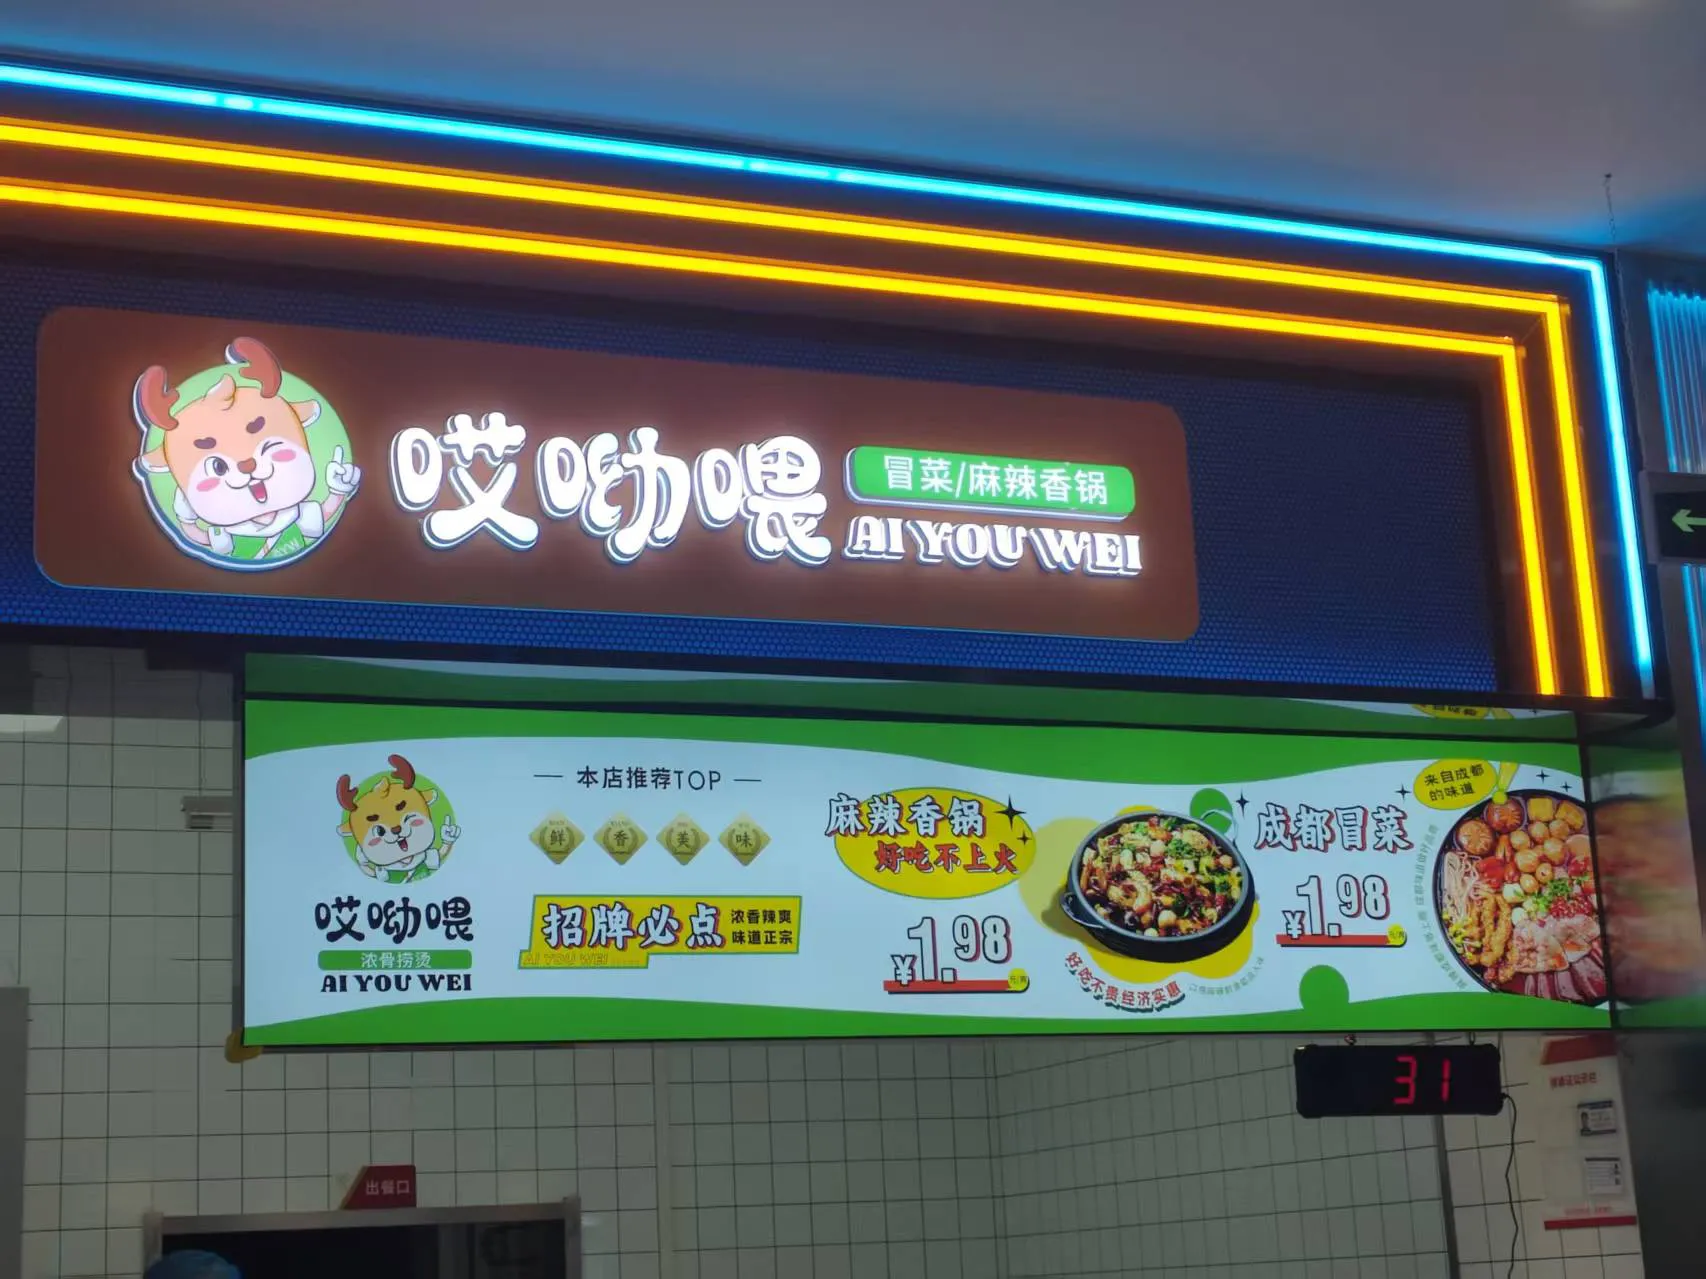 哎呦喂
冒菜/麻辣香锅
AI YOU WEI
AYW
哎呦喂
浓骨捞烫
AI YOU WEI
本店推荐TOP
鲜 香 美 味
招牌必点
浓香辣爽
味道正宗
AI YOU WEI
麻辣香锅
好吃不上火
¥1.98
元/两
好吃不贵经济实惠
成都冒菜
¥1.98
来自成都
的味道
31
出餐口